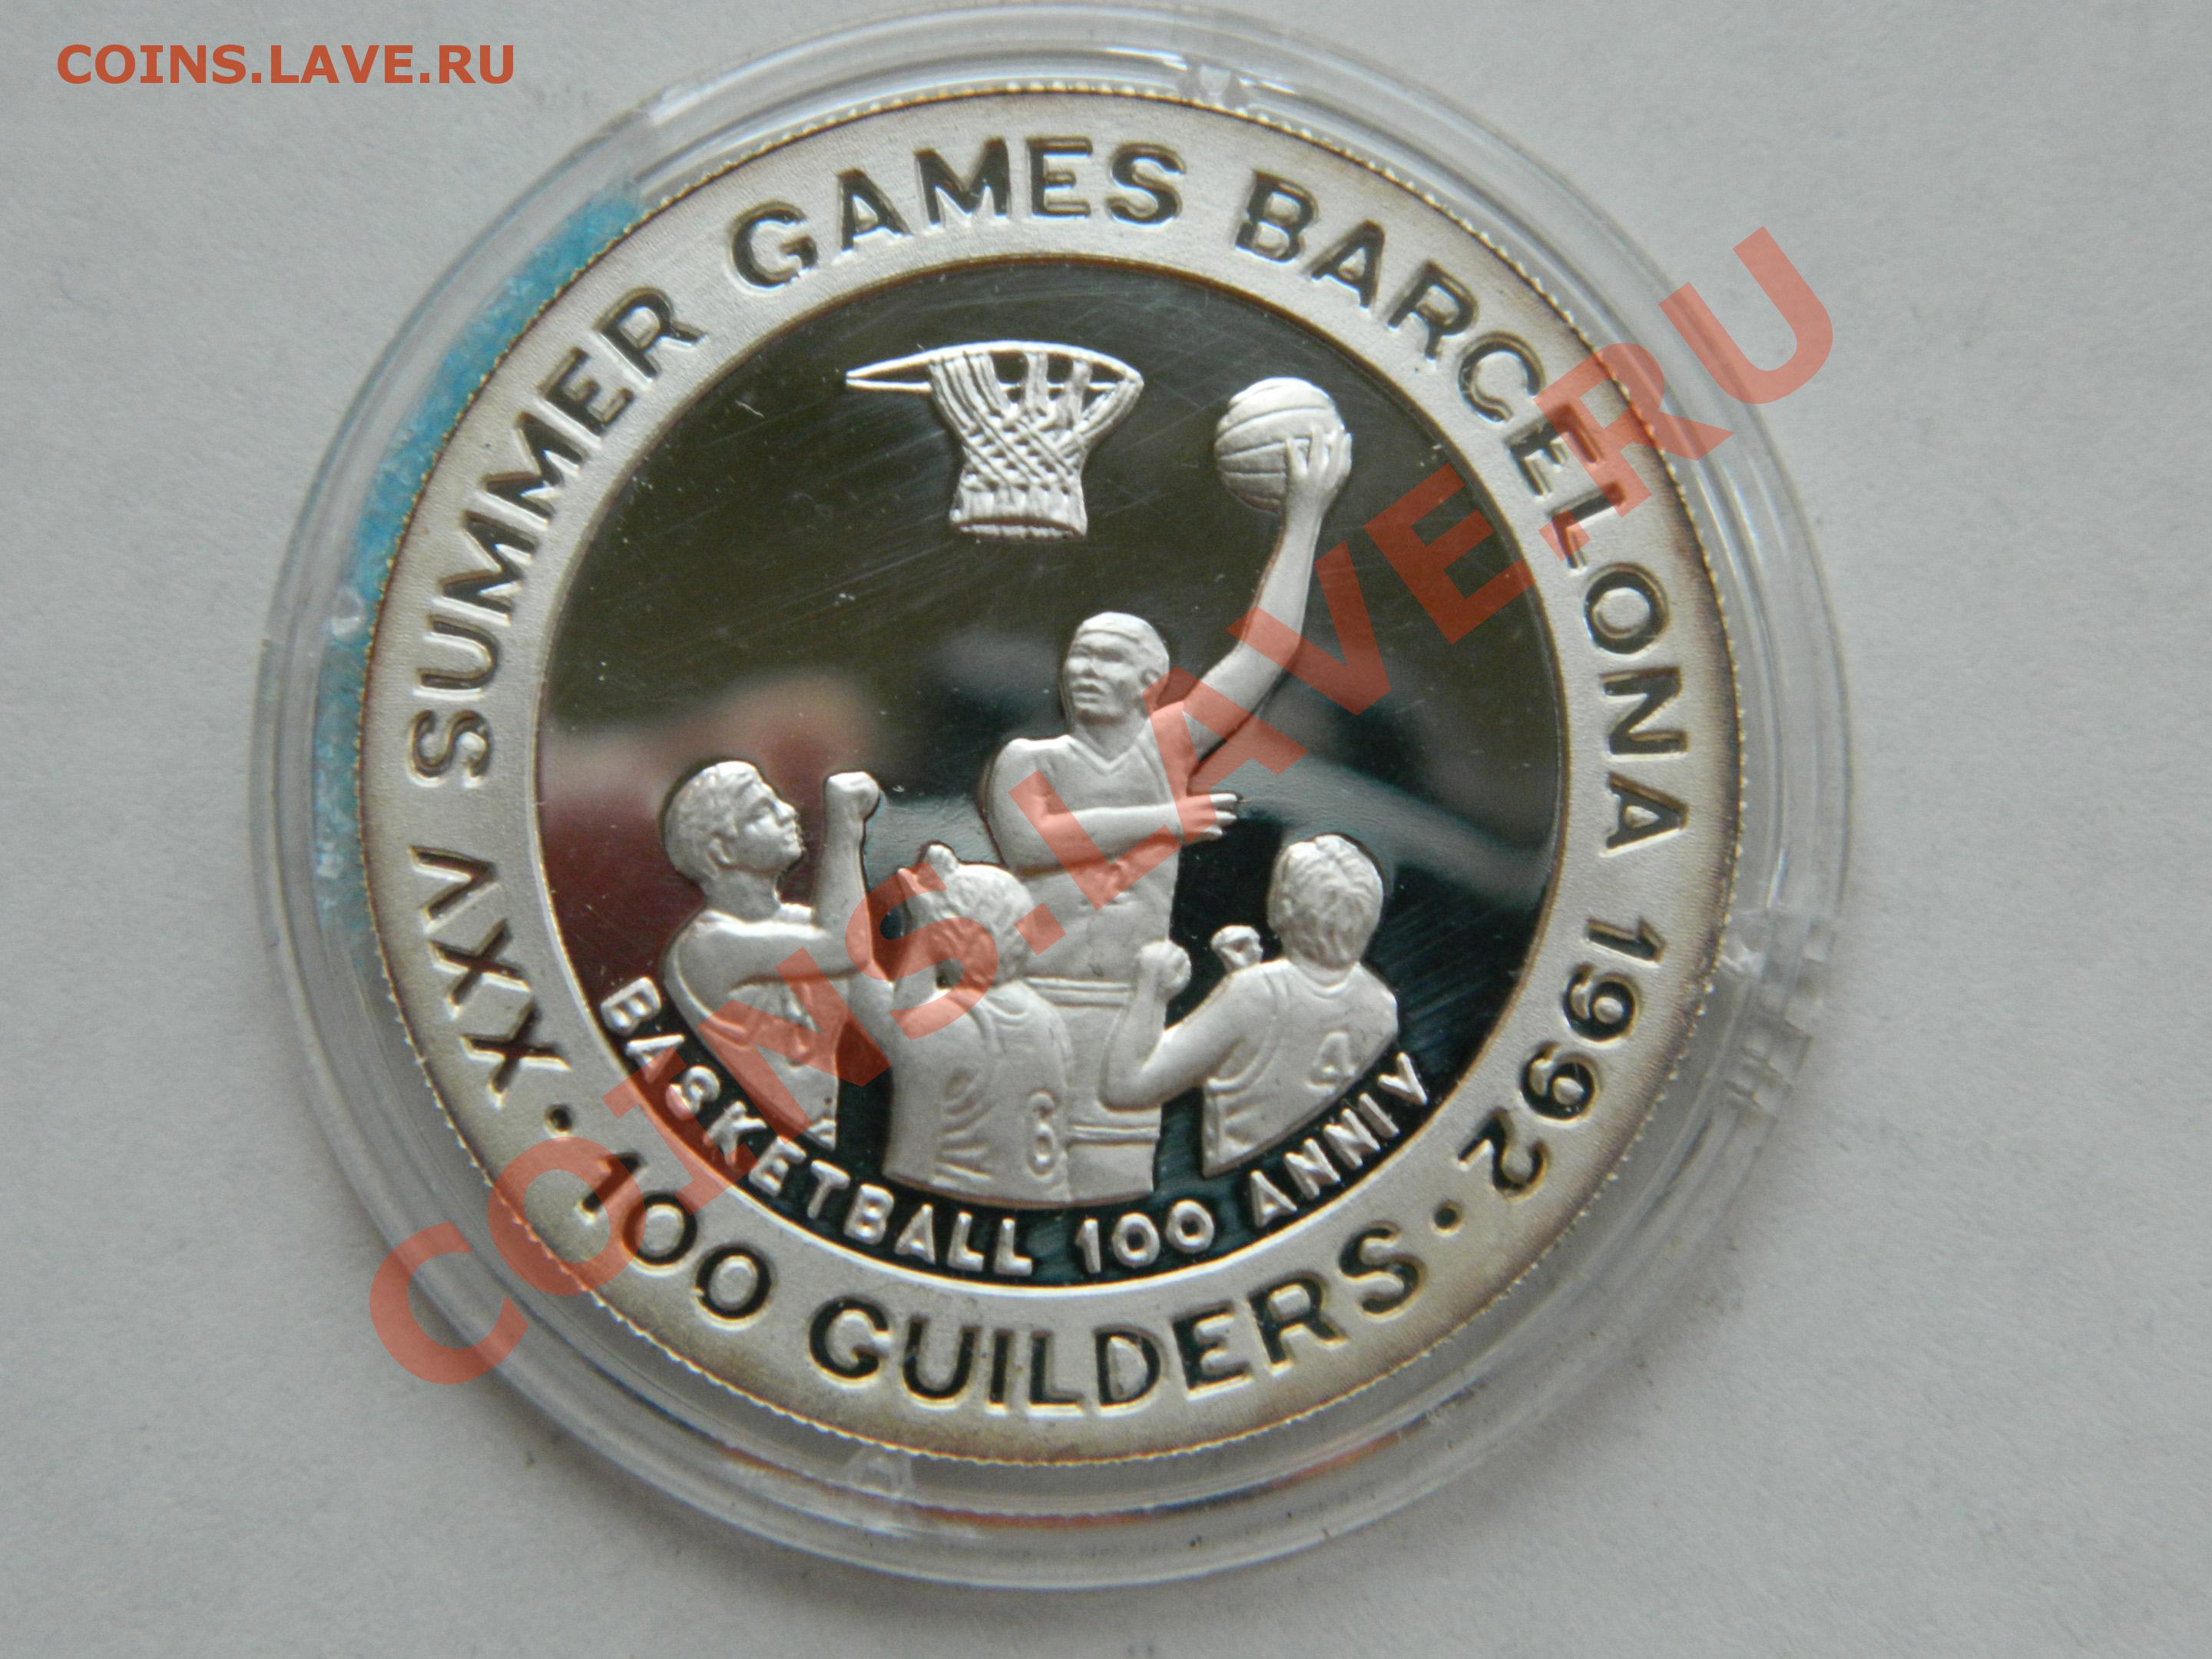 COINS.LAVE.RU
XXV SUMMER GAMES BARCELONA 1992
BASKETBALL 100 ANNIV
6
4
· 100 GUILDERS ·
COINS.LAVE.RU